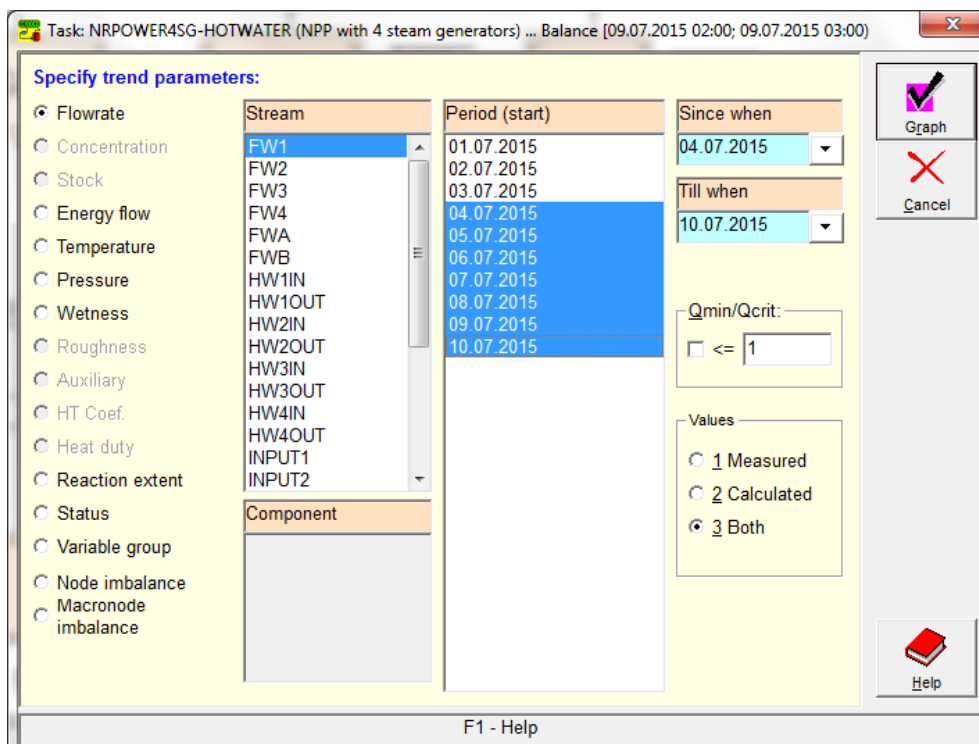 Task: NRPOWER4SG-HOTWATER (NPP with 4 steam generators) ... Balance [09.07.2015 02:00; 09.07.2015 03:00)
Specify trend parameters:
Flowrate
Concentration
Stock
Energy flow
Temperature
Pressure
Wetness
Roughness
Auxiliary
HT Coef.
Heat duty
Reaction extent
Status
Variable group
Node imbalance
Macronode
imbalance
Stream
FW1
FW2
FW3
FW4
FWA
FWB
HW1IN
HW1OUT
HW2IN
HW2OUT
HW3IN
HW3OUT
HW4IN
HW4OUT
INPUT1
INPUT2
Component
Period (start)
01.07.2015
02.07.2015
03.07.2015
04.07.2015
05.07.2015
06.07.2015
07.07.2015
08.07.2015
09.07.2015
10.07.2015
Since when
04.07.2015
Till when
10.07.2015
Qmin/Qcrit:
<= 1
Values
1 Measured
2 Calculated
3 Both
Graph
Cancel
Help
F1 - Help